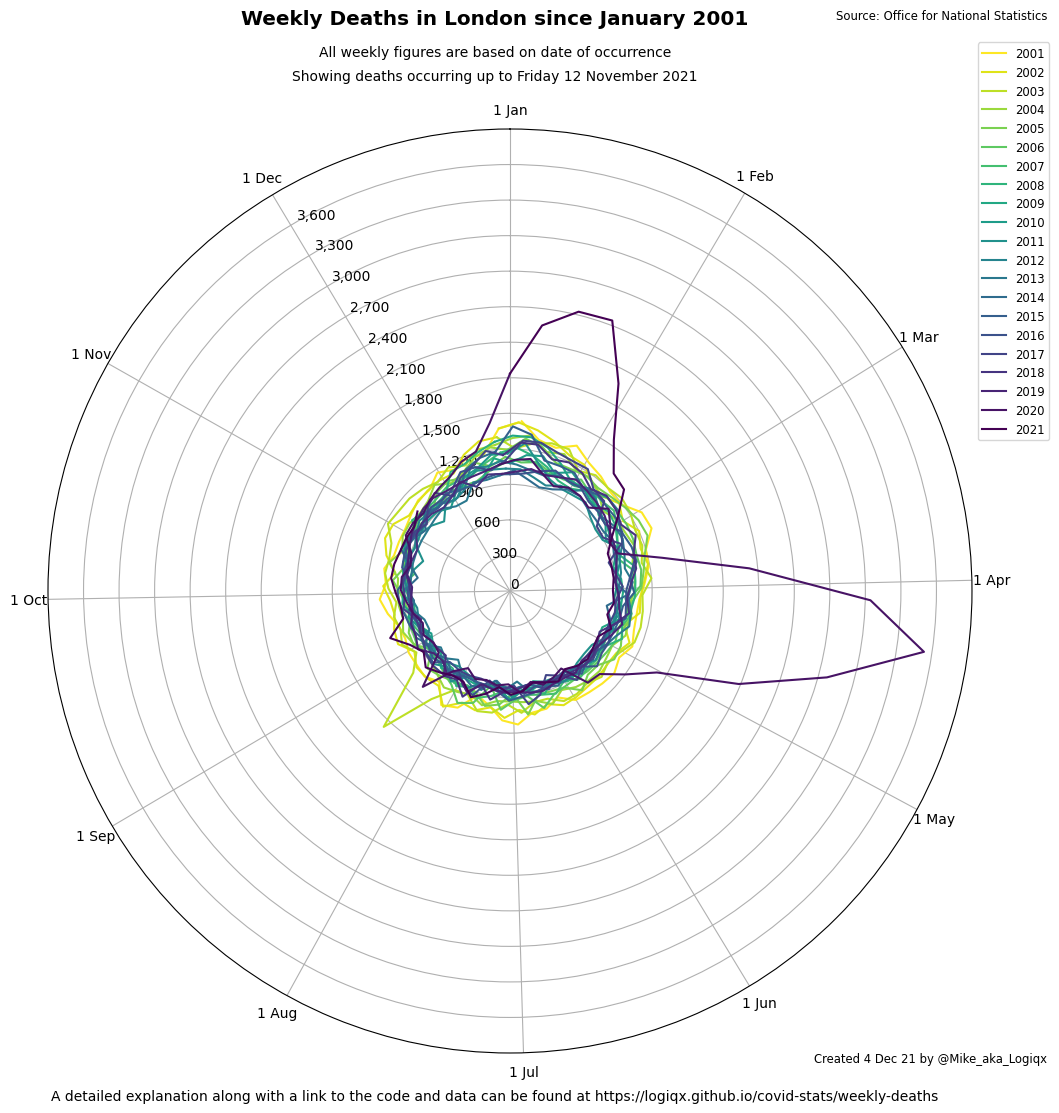 Weekly Deaths in London since January 2001
Source: Office for National Statistics
All weekly figures are based on date of occurrence
Showing deaths occurring up to Friday 12 November 2021
2001
2002
2003
2004
2005
2006
2007
2008
2009
2010
2011
2012
2013
2014
2015
2016
2017
2018
2019
2020
2021
1 Jan
1 Feb
1 Mar
1 Apr
1 May
1 Jun
1 Jul
1 Aug
1 Sep
1 Oct
1 Nov
1 Dec
3,600
3,300
3,000
2,700
2,400
2,100
1,800
1,500
1,200
900
600
300
0
Created 4 Dec 21 by @Mike_aka_Logiqx
A detailed explanation along with a link to the code and data can be found at https://logiqx.github.io/covid-stats/weekly-deaths